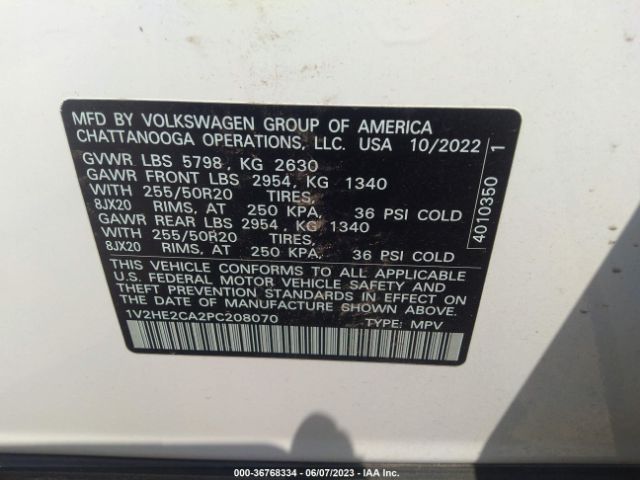 MFD BY VOLKSWAGEN GROUP OF AMERICA
CHATTANOOGA OPERATIONS, LLC. USA 10/2022
GVWR LBS 5798 , KG 2630
GAWR FRONT LBS 2954, KG 1340
WITH 255/50R20 TIRES,
8JX20 RIMS, AT 250 KPA, 36 PSI COLD
GAWR REAR LBS 2954 , KG 1340
WITH 255/50R20 TIRES,
8JX20 RIMS, AT 250 KPA, 36 PSI COLD
THIS VEHICLE CONFORMS TO ALL APPLICABLE
U.S. FEDERAL MOTOR VEHICLE SAFETY AND
THEFT PREVENTION STANDARDS IN EFFECT ON
THE DATE OF MANUFACTURE SHOWN ABOVE.
1V2HE2CA2PC208070 TYPE: MPV
4010350 1
© 36768334 - 06/07/2023 - IAA Inc.